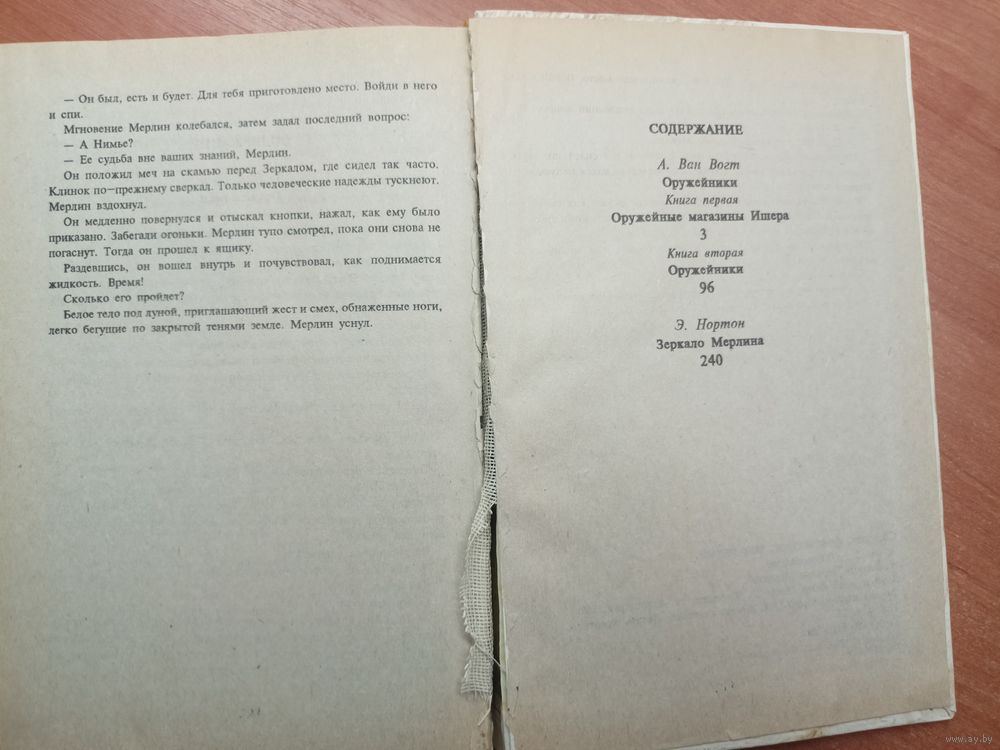 — Он был, есть и будет. Для тебя приготовлено место. Войди в него
и спи.
Мгновение Мерлин колебался, затем задал последний вопрос:
— А Нимье?
— Ее судьба вне ваших знаний, Мерлин.
Он положил меч на скамью перед Зеркалом, где сидел так часто.
Клинок по—прежнему сверкал. Только человеческие надежды тускнеют.
Мерлин вздохнул.
Он медленно повернулся и отыскал кнопки, нажал, как ему было
приказано. Забегали огоньки. Мерлин тупо смотрел, пока они снова не
погаснут. Тогда он прошел к ящику.
Раздевшись, он вошел внутрь и почувствовал, как поднимается
жидкость. Время!
Сколько его пройдет?
Белое тело под луной, приглашающий жест и смех, обнаженные ноги,
легко бегущие по закрытой тенями земле. Мерлин уснул.
СОДЕРЖАНИЕ
А. Ван Вогт
Оружейники
Книга первая
Оружейные магазины Ишера
3
Книга вторая
Оружейники
96
Э. Нортон
Зеркало Мерлина
240
www.ay.by